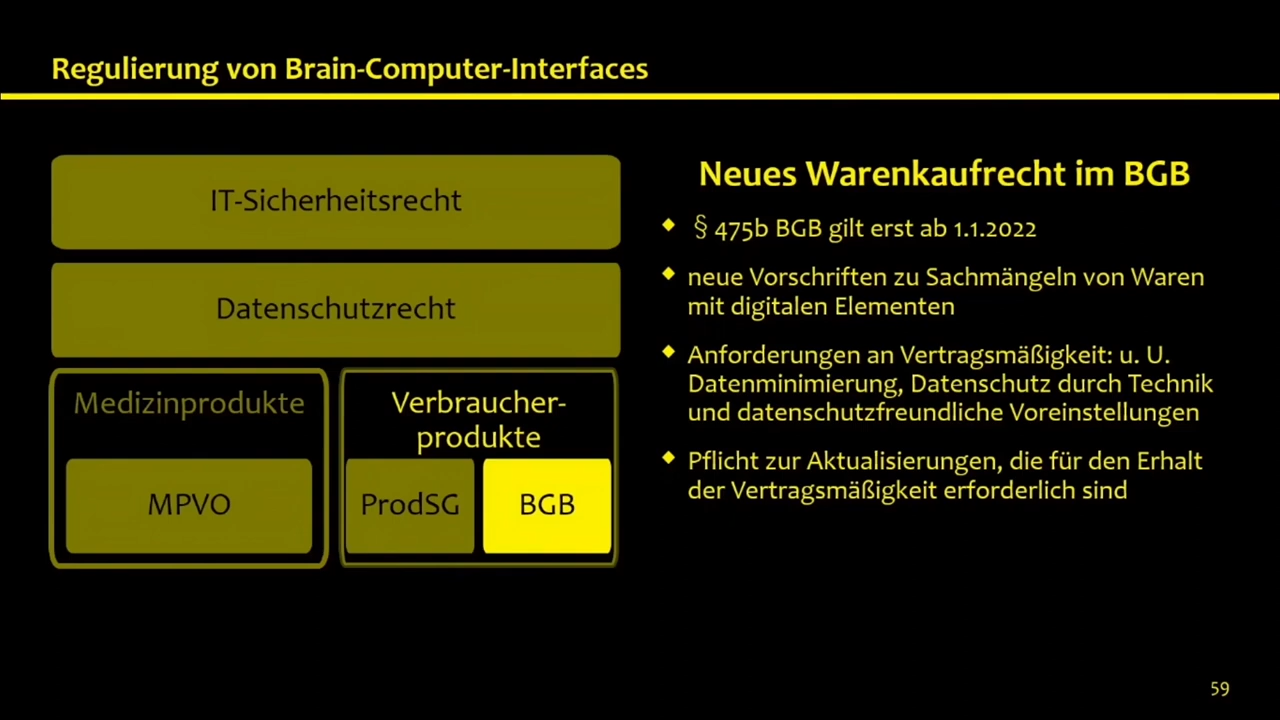 Regulierung von Brain-Computer-Interfaces
IT-Sicherheitsrecht
Datenschutzrecht
Medizinprodukte
MPVO
Verbraucher-
produkte
ProdSG
BGB
Neues Warenkaufrecht im BGB
◆ § 475b BGB gilt erst ab 1.1.2022
◆ neue Vorschriften zu Sachmängeln von Waren
mit digitalen Elementen
◆ Anforderungen an Vertragsmäßigkeit: u. U.
Datenminimierung, Datenschutz durch Technik
und datenschutzfreundliche Voreinstellungen
◆ Pflicht zur Aktualisierungen, die für den Erhalt
der Vertragsmäßigkeit erforderlich sind
59